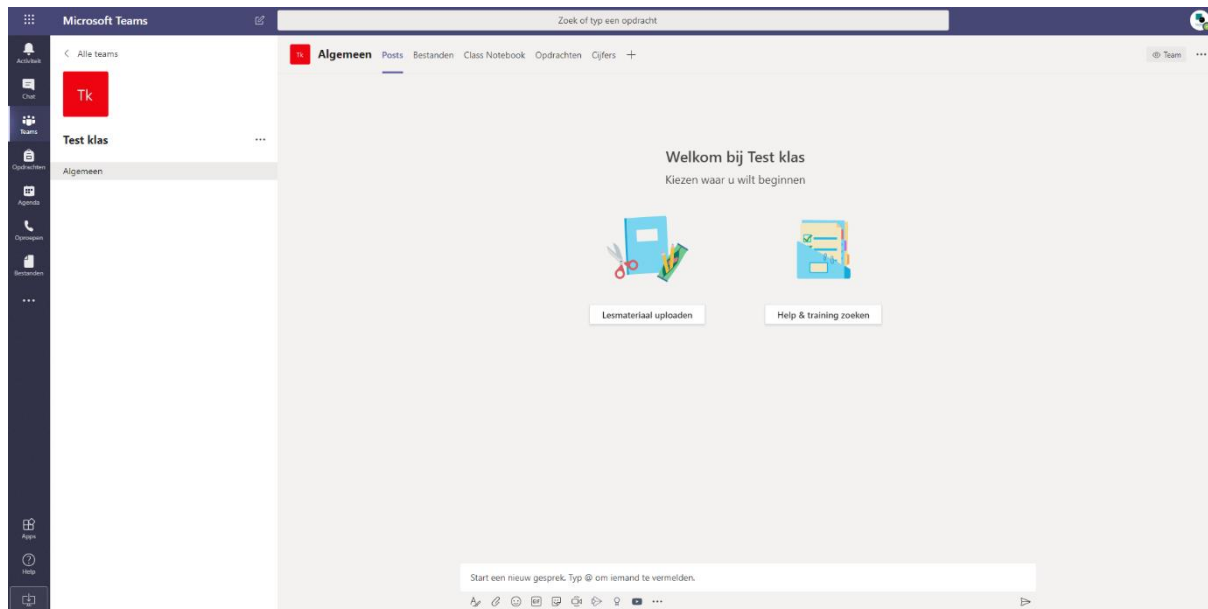 Microsoft Teams
Zoek of typ een opdracht
Activiteit
Chat
Teams
Opdrachten
Agenda
Oproepen
Bestanden
Apps
Help
Alle teams
Tk
Test klas
Algemeen
Tk Algemeen Posts Bestanden Class Notebook Opdrachten Cijfers
Team
Welkom bij Test klas
Kiezen waar u wilt beginnen
Lesmateriaal uploaden
Help & training zoeken
Start een nieuw gesprek. Typ @ om iemand te vermelden.
GIF